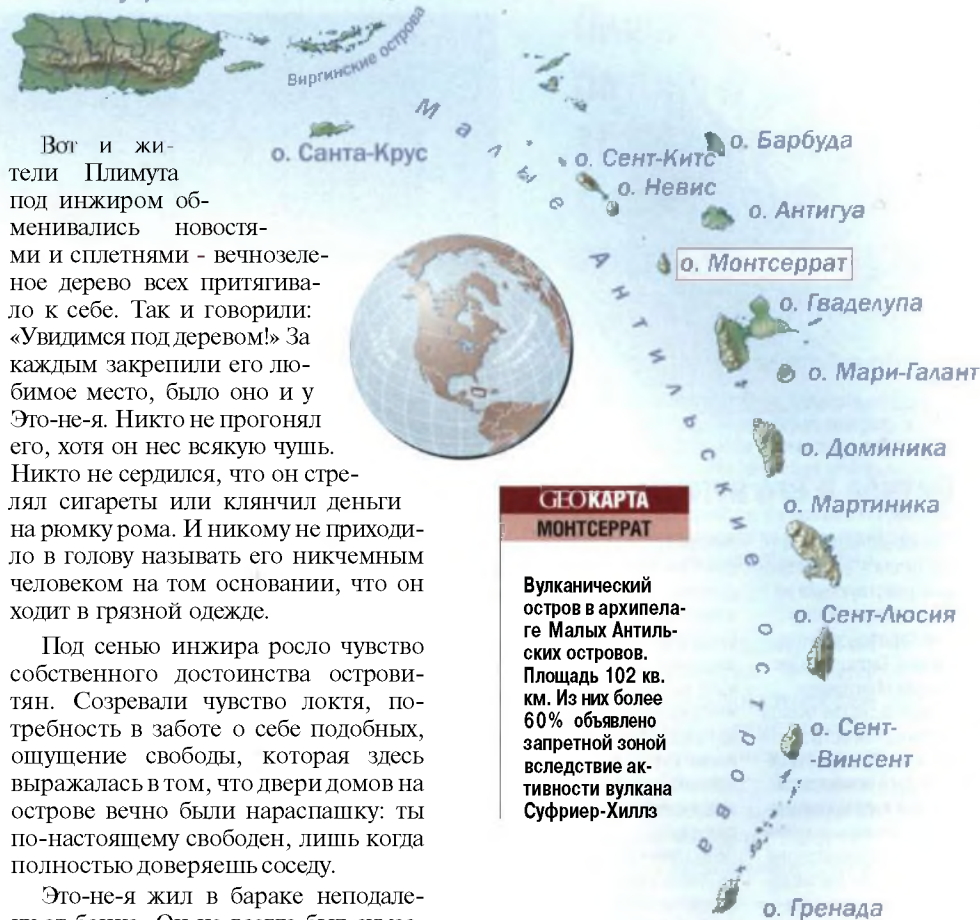 Виргинские острова
Малые Антильские острова
о. Санта-Крус
о. Сент-Китс
о. Невис
о. Барбуда
о. Антигуа
о. Монтсеррат
о. Гваделупа
о. Мари-Галант
о. Доминика
о. Мартиника
о. Сент-Люсия
о. Сент-
-Винсент
о. Гренада
Вот и жи-
тели Плимута
под инжиром об-
менивались новостя-
ми и сплетнями - вечнозеле-
ное дерево всех притягива-
ло к себе. Так и говорили:
«Увидимся под деревом!» За
каждым закрепили его лю-
бимое место, было оно и у
Это-не-я. Никто не прогонял
его, хотя он нес всякую чушь.
Никто не сердился, что он стре-
лял сигареты или клянчил деньги
на рюмку рома. И никому не приходи-
ло в голову называть его никчемным
человеком на том основании, что он
ходит в грязной одежде.
Под сенью инжира росло чувство
собственного достоинства острови-
тян. Созревали чувство локтя, по-
требность в заботе о себе подобных,
ощущение свободы, которая здесь
выражалась в том, что двери домов на
острове вечно были нараспашку: ты
по-настоящему свободен, лишь когда
полностью доверяешь соседу.
Это-не-я жил в бараке неподале-
GEOКАРТА
МОНТСЕРРАТ
Вулканический
остров в архипела-
ге Малых Антиль-
ских островов.
Площадь 102 кв.
км. Из них более
60% объявлено
запретной зоной
вследствие ак-
тивности вулкана
Суфриер-Хиллз